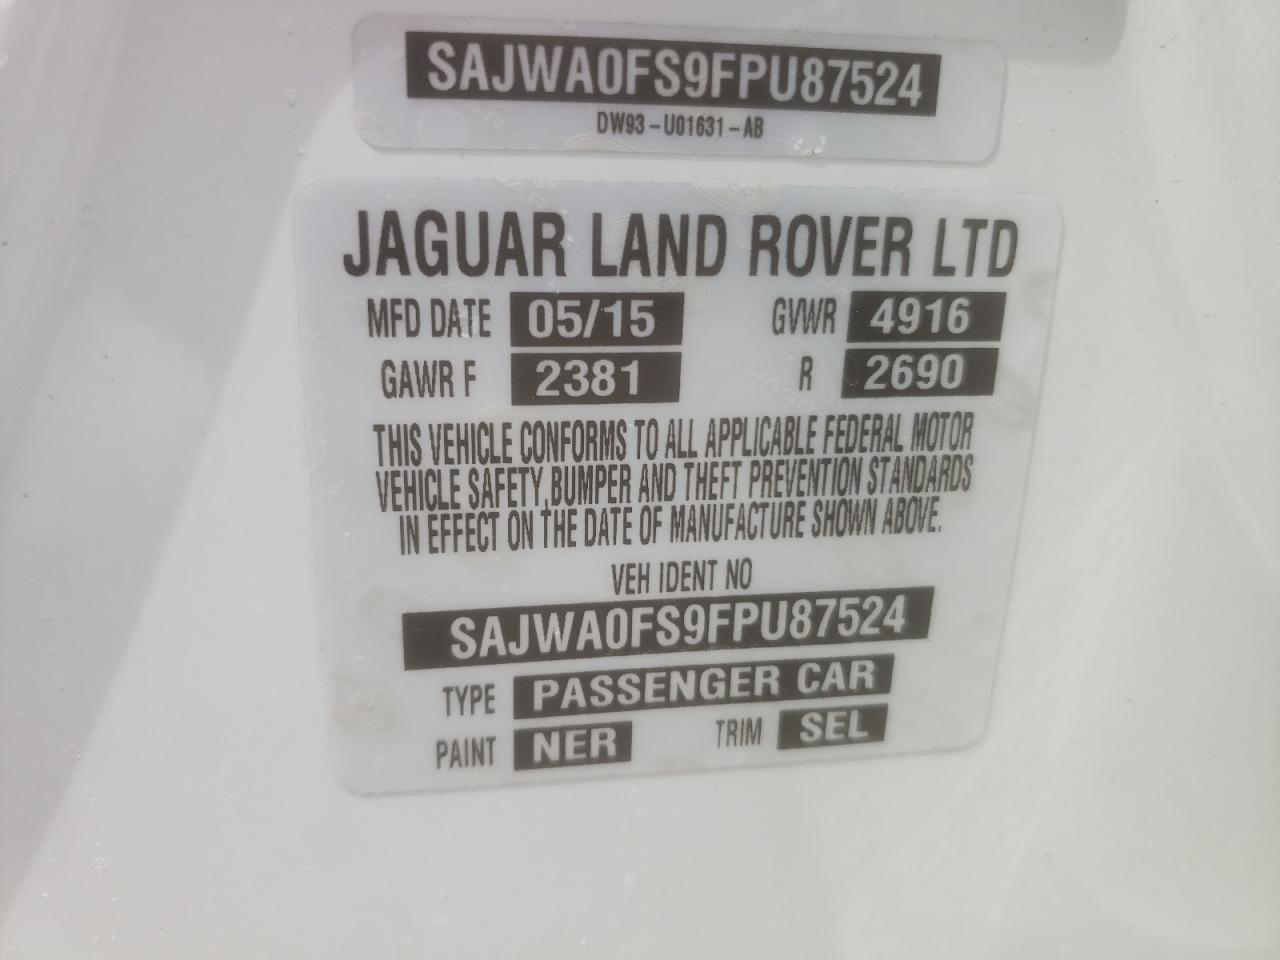 SAJWA0FS9FPU87524
DW93-U01631-AB
JAGUAR LAND ROVER LTD
MFD DATE 05/15 GVWR 4916
GAWR F 2381 R 2690
THIS VEHICLE CONFORMS TO ALL APPLICABLE FEDERAL MOTOR
VEHICLE SAFETY, BUMPER AND THEFT PREVENTION STANDARDS
IN EFFECT ON THE DATE OF MANUFACTURE SHOWN ABOVE.
VEH IDENT NO
SAJWA0FS9FPU87524
TYPE PASSENGER CAR
PAINT NER TRIM SEL